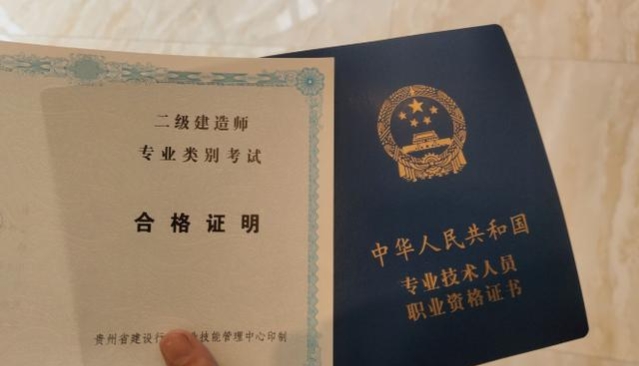 二级建造师
专业类别考试
合格证明
贵州省建设行 技能管理中心印制
中华人民共和国
专业技术人员
职业资格证书